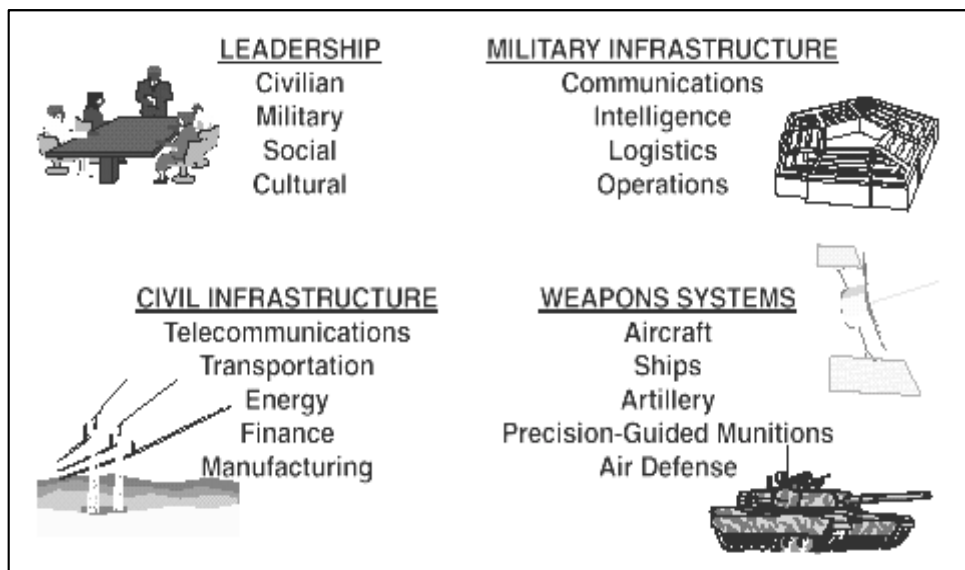 LEADERSHIP
Civilian
Military
Social
Cultural
MILITARY INFRASTRUCTURE
Communications
Intelligence
Logistics
Operations
CIVIL INFRASTRUCTURE
Telecommunications
Transportation
Energy
Finance
Manufacturing
WEAPONS SYSTEMS
Aircraft
Ships
Artillery
Precision-Guided Munitions
Air Defense